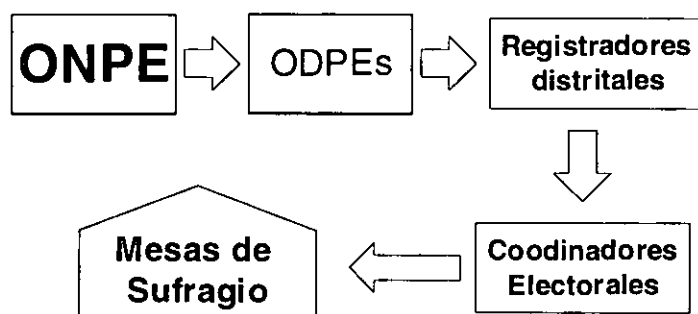 ONPE
ODPEs
Registradores
distritales
Coodinadores
Electorales
Mesas de
Sufragio